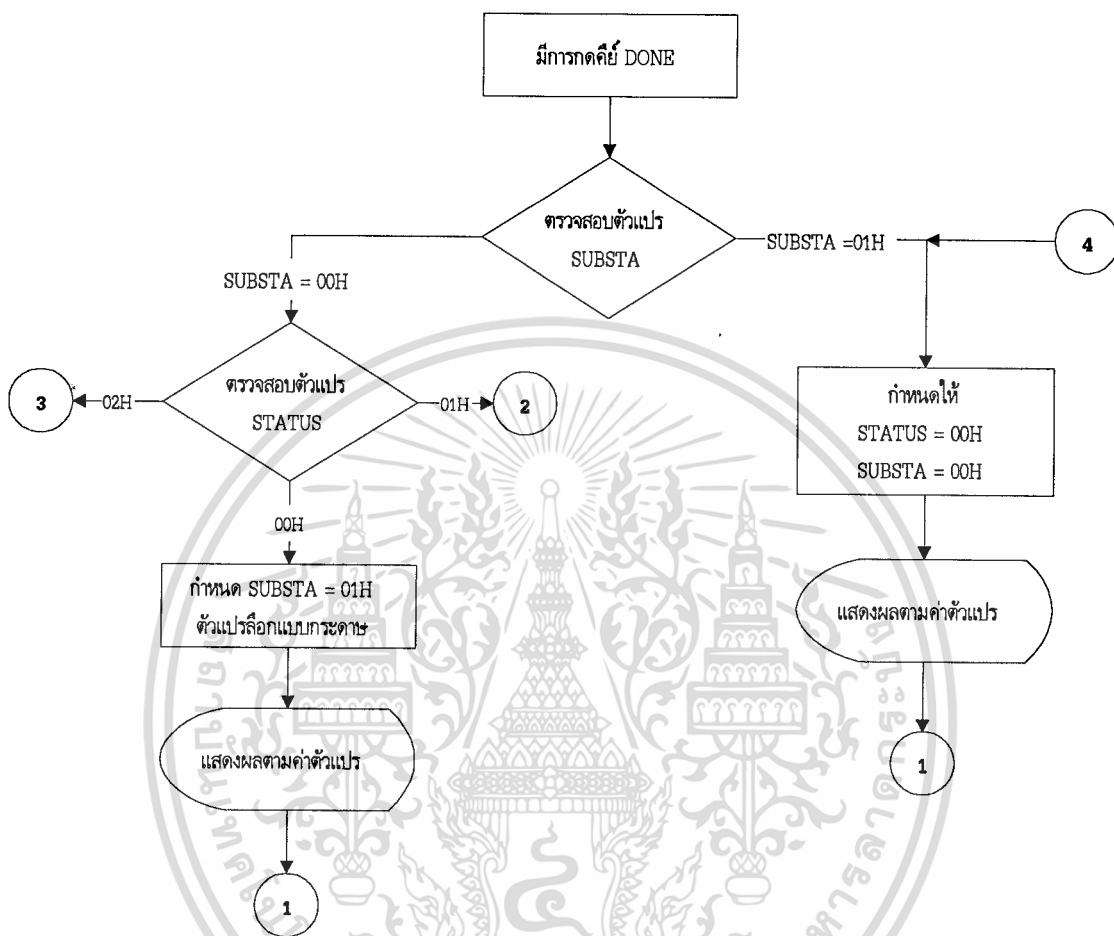 มีการกดคีย์ DONE
ตรวจสอบตัวแปร
SUBSTA
SUBSTA =01H
4
SUBSTA = 00H
ตรวจสอบตัวแปร
STATUS
02H
3
01H
2
00H
กำหนดให้
STATUS = 00H
SUBSTA = 00H
กำหนด SUBSTA = 01H
ตัวแปรลือกแบบกระดาษ
แสดงผลตามค่าตัวแปร
แสดงผลตามค่าตัวแปร
1
1